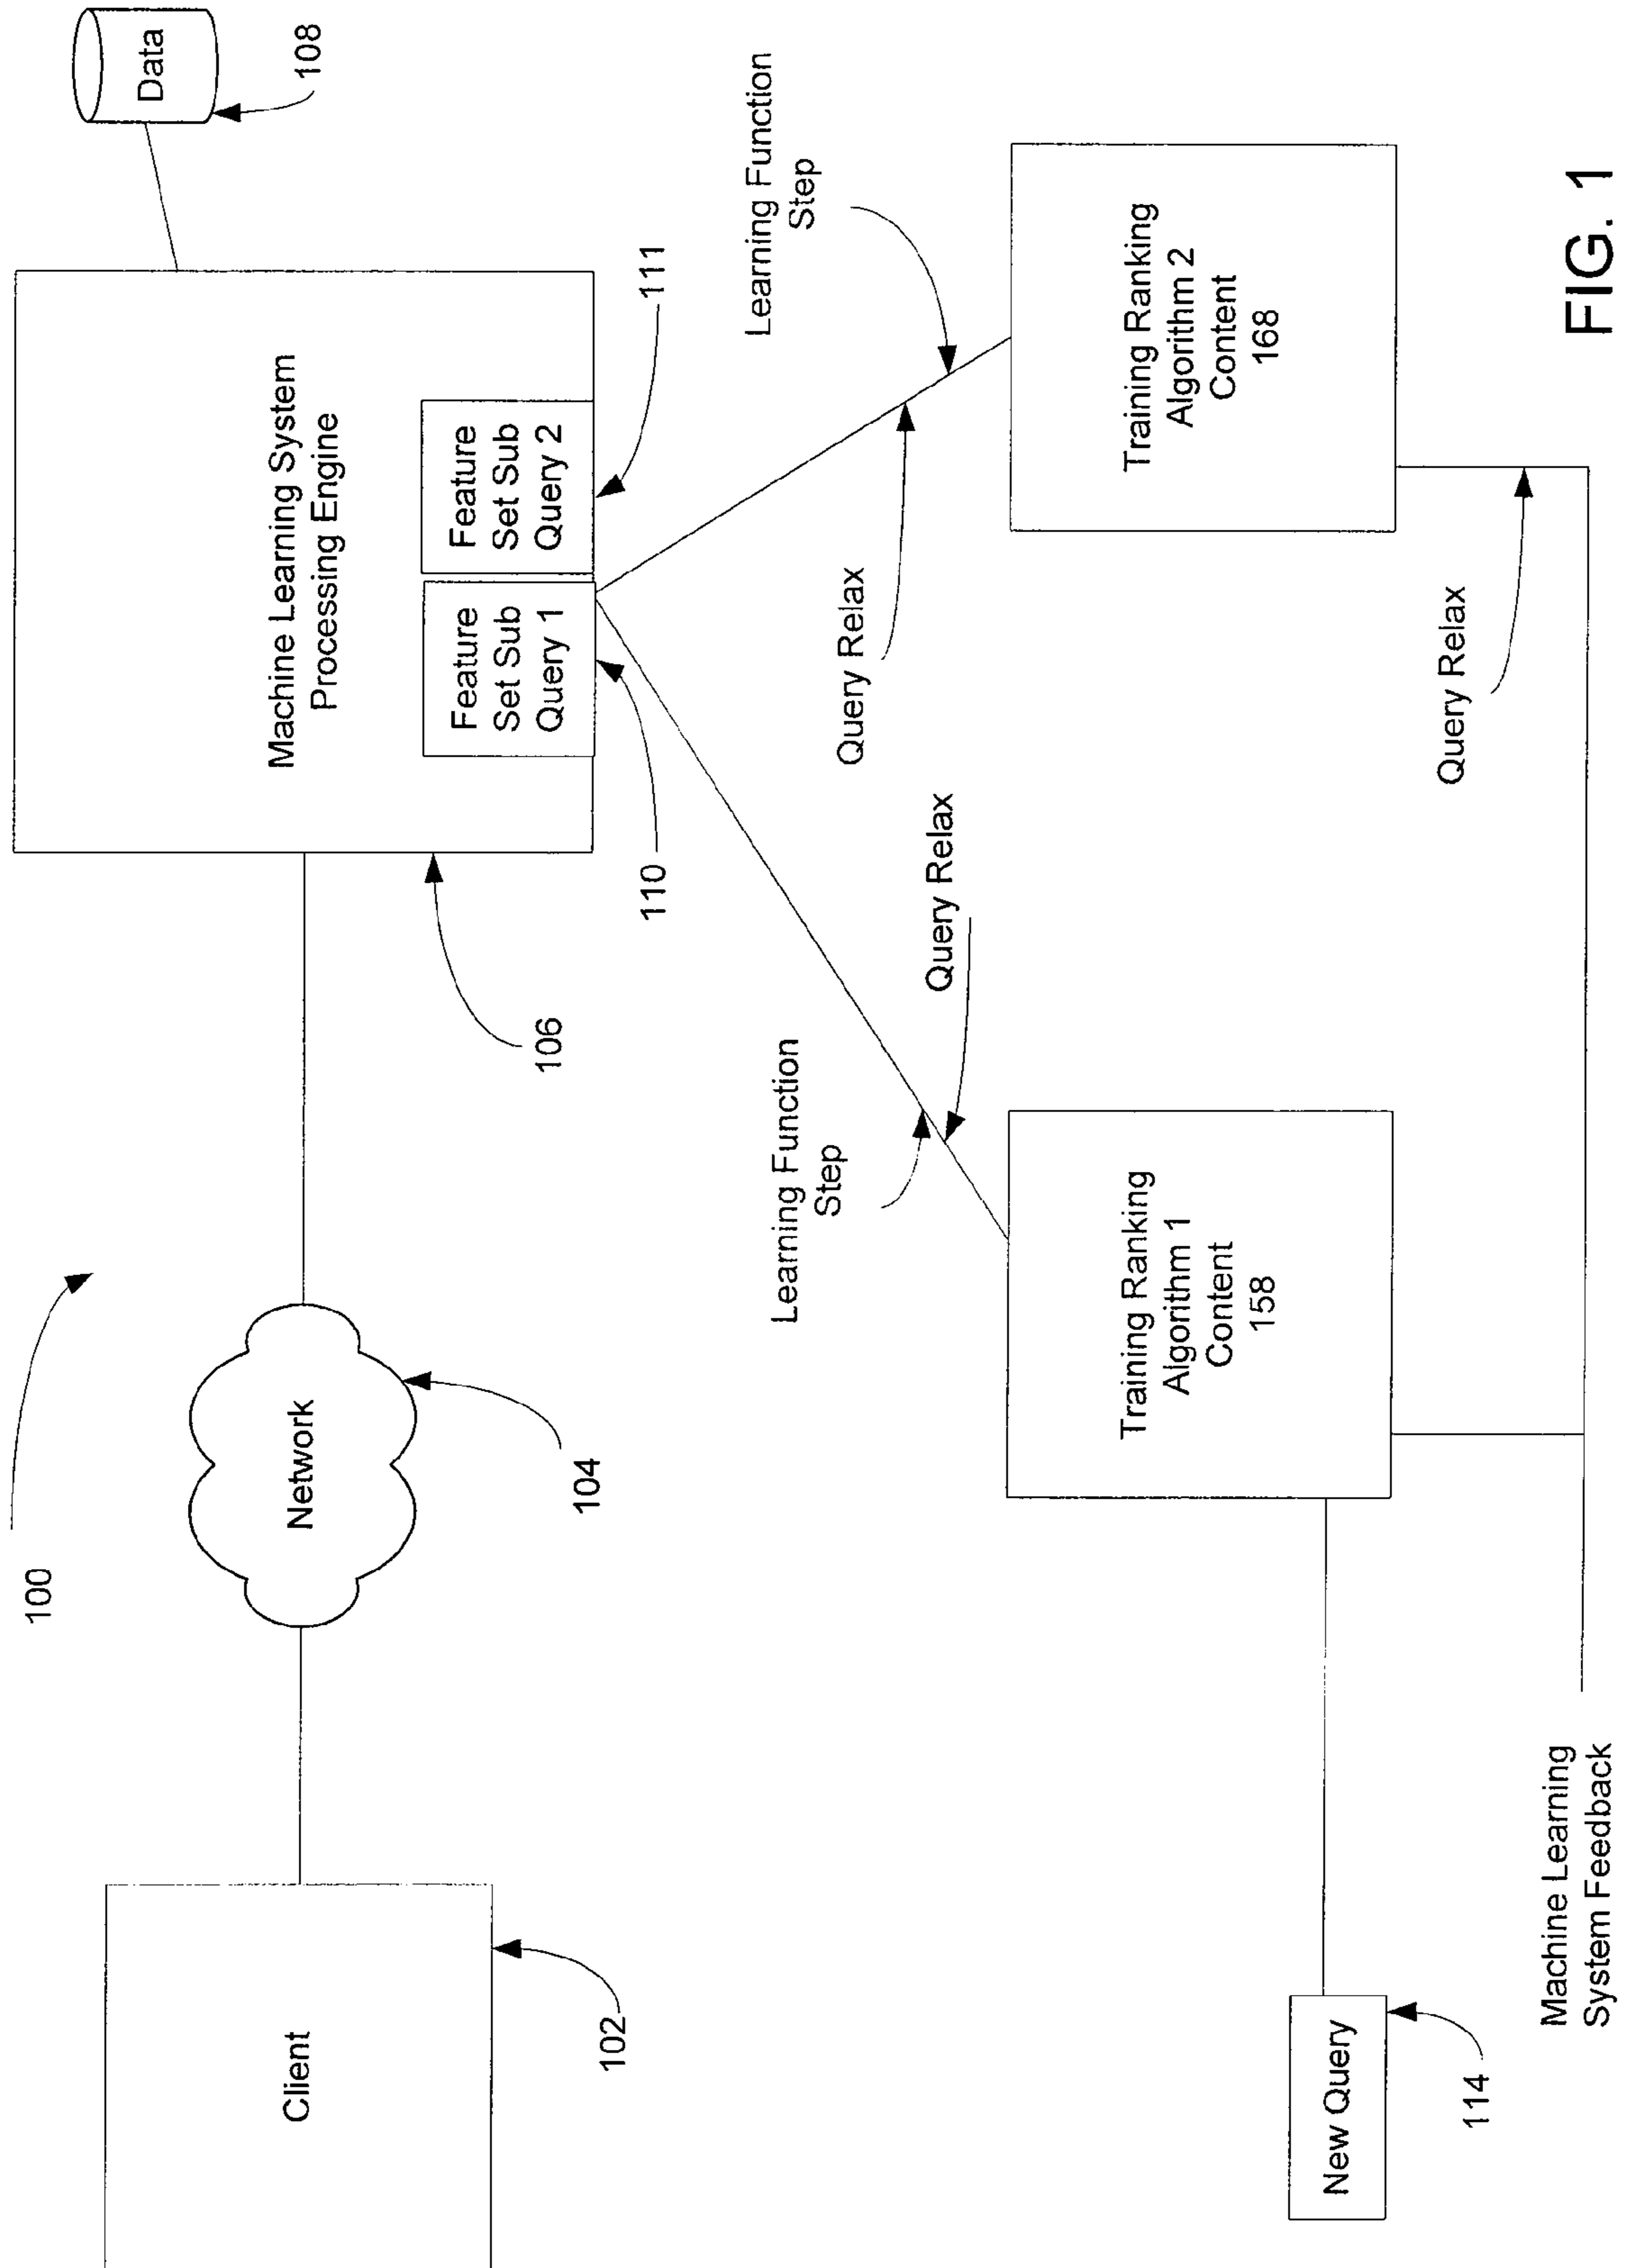 100
Client
102
Network
104
106
Machine Learning System
Processing Engine
Feature
Set Sub
Query 1
Feature
Set Sub
Query 2
110
111
Data
108
Learning Function
Step
Query Relax
Query Relax
Learning Function
Step
New Query
114
Training Ranking
Algorithm 1
Content
158
Training Ranking
Algorithm 2
Content
168
Query Relax
Machine Learning
System Feedback
FIG. 1